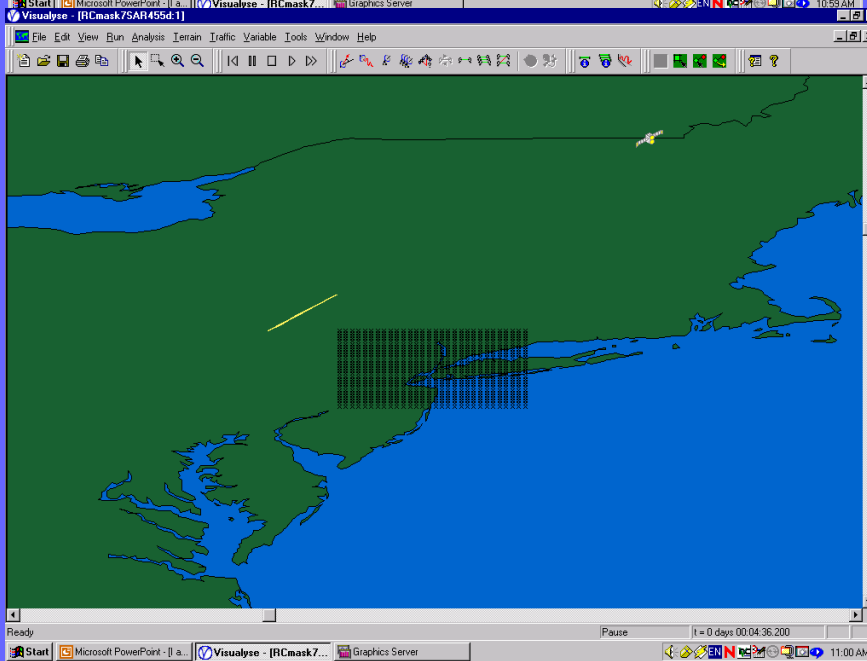 Start Microsoft PowerPoint - [I a... Visualyse - [RCmask7... Graphics Server EN N 10:59 AM
Visualyse - [RCmask7SAR455d:1]
File Edit View Run Analysis Terrain Traffic Variable Tools Window Help
Ready Pause t = 0 days 00:04:36.200
Start Microsoft PowerPoint - [I a... Visualyse - [RCmask7... Graphics Server EN N 11:00 AM